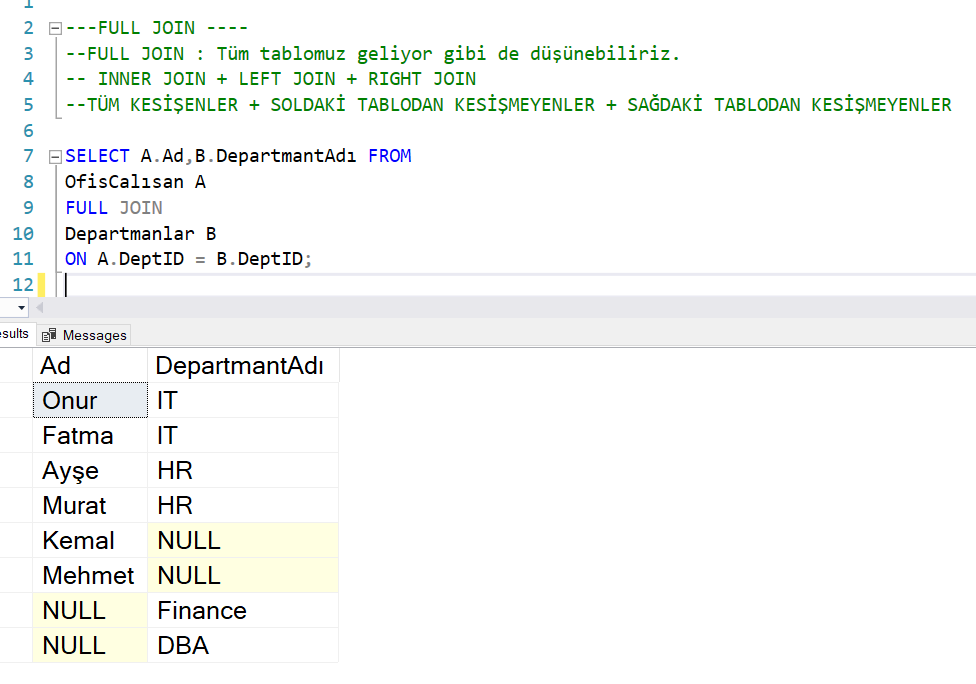 1
2 ---FULL JOIN ----
3 --FULL JOIN : Tüm tablomuz geliyor gibi de düşünebiliriz.
4 -- INNER JOIN + LEFT JOIN + RIGHT JOIN
5 --TÜM KESİŞENLER + SOLDAKİ TABLODAN KESİŞMEYENLER + SAĞDAKİ TABLODAN KESİŞMEYENLER
6
7 SELECT A.Ad,B.DepartmantAdı FROM
8 OfisCalısan A
9 FULL JOIN
10 Departmanlar B
11 ON A.DeptID = B.DeptID;
12
esults Messages
Ad DepartmantAdı
Onur IT
Fatma IT
Ayşe HR
Murat HR
Kemal NULL
Mehmet NULL
NULL Finance
NULL DBA